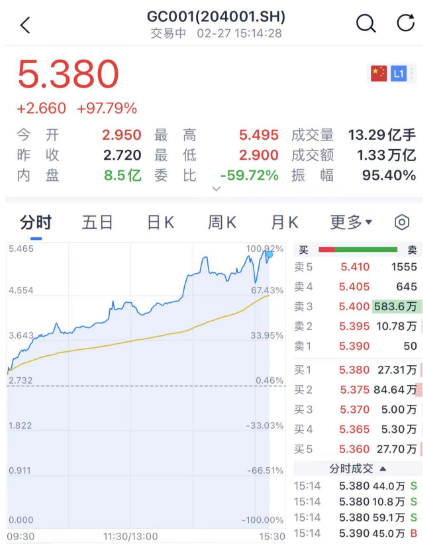 GC001(204001.SH)
交易中 02-27 15:14:28
5.380
L1
+2.660 +97.79%
今开 2.950 最高 5.495 成交量 13.29亿手
昨收 2.720 最低 2.900 成交额 1.33万亿
内盘 8.5亿 委比 -59.72% 振幅 95.40%
分时 五日 日K 周K 月K 更多
5.465 100.92%
4.554 67.43%
3.643 33.95%
2.732 0.46%
1.822 -33.03%
0.911 -66.51%
0.000 -100.00%
09:30 11:30/13:00 15:30
买 卖
卖5 5.410 1555
卖4 5.405 645
卖3 5.400 583.6万
卖2 5.395 10.78万
卖1 5.390 50
买1 5.380 27.31万
买2 5.375 84.64万
买3 5.370 5.00万
买4 5.365 5.30万
买5 5.360 27.70万
分时成交
15:14 5.380 44.0万 S
15:14 5.380 10.8万 S
15:14 5.380 59.1万 S
15:14 5.390 45.0万 B